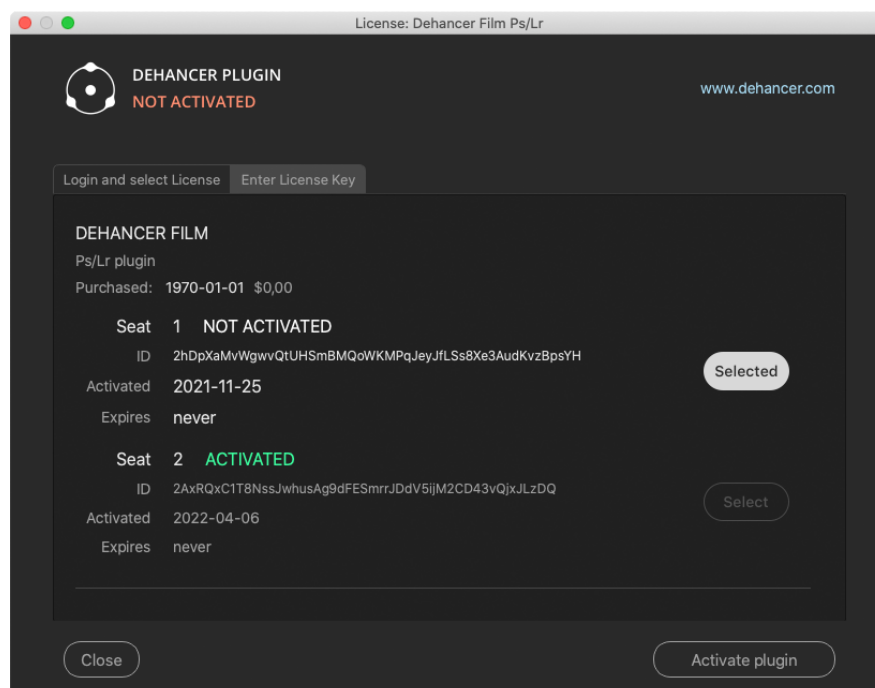 License: Dehancer Film Ps/Lr
DEHANCER PLUGIN
NOT ACTIVATED
www.dehancer.com
Login and select License Enter License Key
DEHANCER FILM
Ps/Lr plugin
Purchased: 1970-01-01 $0,00
Seat 1 NOT ACTIVATED
ID 2hDpXaMvWgwvQtUHSmBMQoWKMPqJeyJfLSs8Xe3AudKvzBpsYH
Selected
Activated 2021-11-25
Expires never
Seat 2 ACTIVATED
ID 2AxRQxC1T8NssJwhusAg9dFESmrrJDdV5ijM2CD43vQjxJLzDQ
Select
Activated 2022-04-06
Expires never
Close Activate plugin